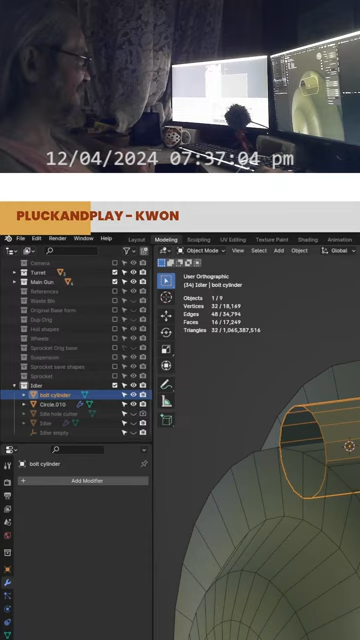 12/04/2024 07:37:04 pm
PLUCKANDPLAY - KWON
File Edit Render Window Help Layout Modeling Sculpting UV Editing Texture Paint Shading Animation
Object Mode View Select Add Object Global
Camera
Turret
Main Gun
References
Waste Bis
Original Base form
Dup Orig
Hull shapes
Wheels
Sprocket Orig base
Suspension
Sprocket save shapes
Sprocket
Idler
bolt cylinder
Circle.010
Idle hole cutter
Idler
Idler empty
bolt cylinder
Add Modifier
User Orthographic
(34) Idler | bolt cylinder
Objects 1 / 9
Vertices 32 / 18,169
Edges 48 / 34,794
Faces 16 / 17,249
Triangles 32 / 1,065,387,516